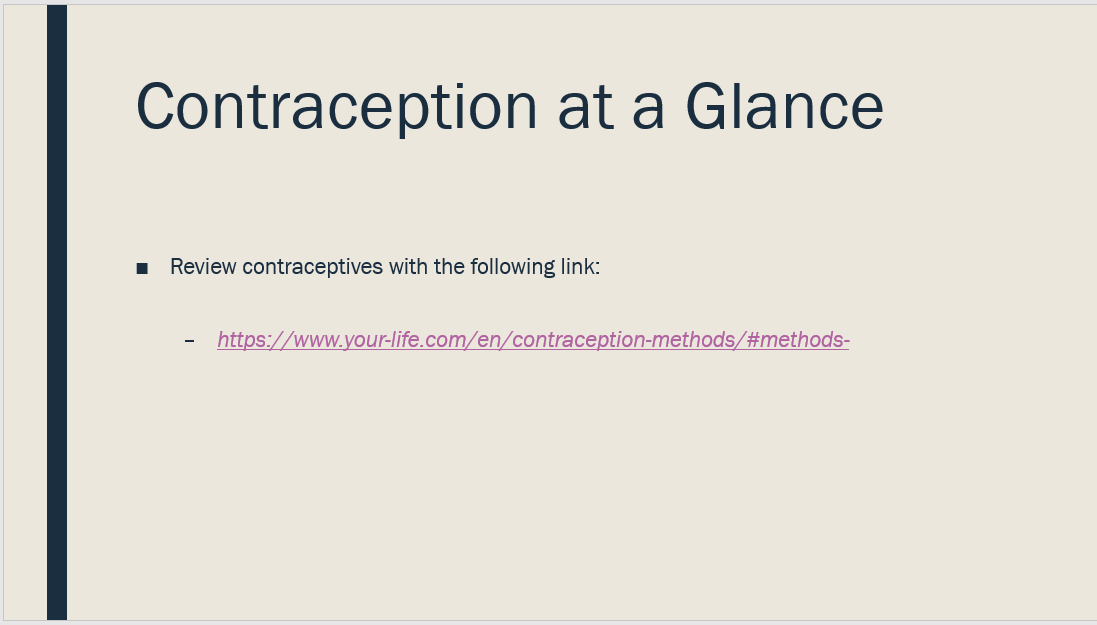 Contraception at a Glance
■ Review contraceptives with the following link:
– https://www.your-life.com/en/contraception-methods/#methods-